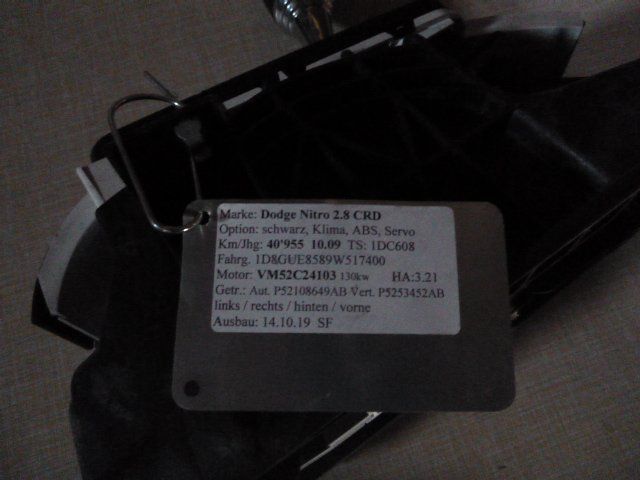 Marke: Dodge Nitro 2.8 CRD
Option: schwarz, Klima, ABS, Servo
Km/Jhg: 40'955 10.09 TS: 1DC608
Fahrg. 1D8GUE8589W517400
Motor: VM52C24103 130kw HA:3.21
Getr.: Aut. P52108649AB Vert. P5253452AB
links / rechts / hinten / vorne
Ausbau: 14.10.19 SF